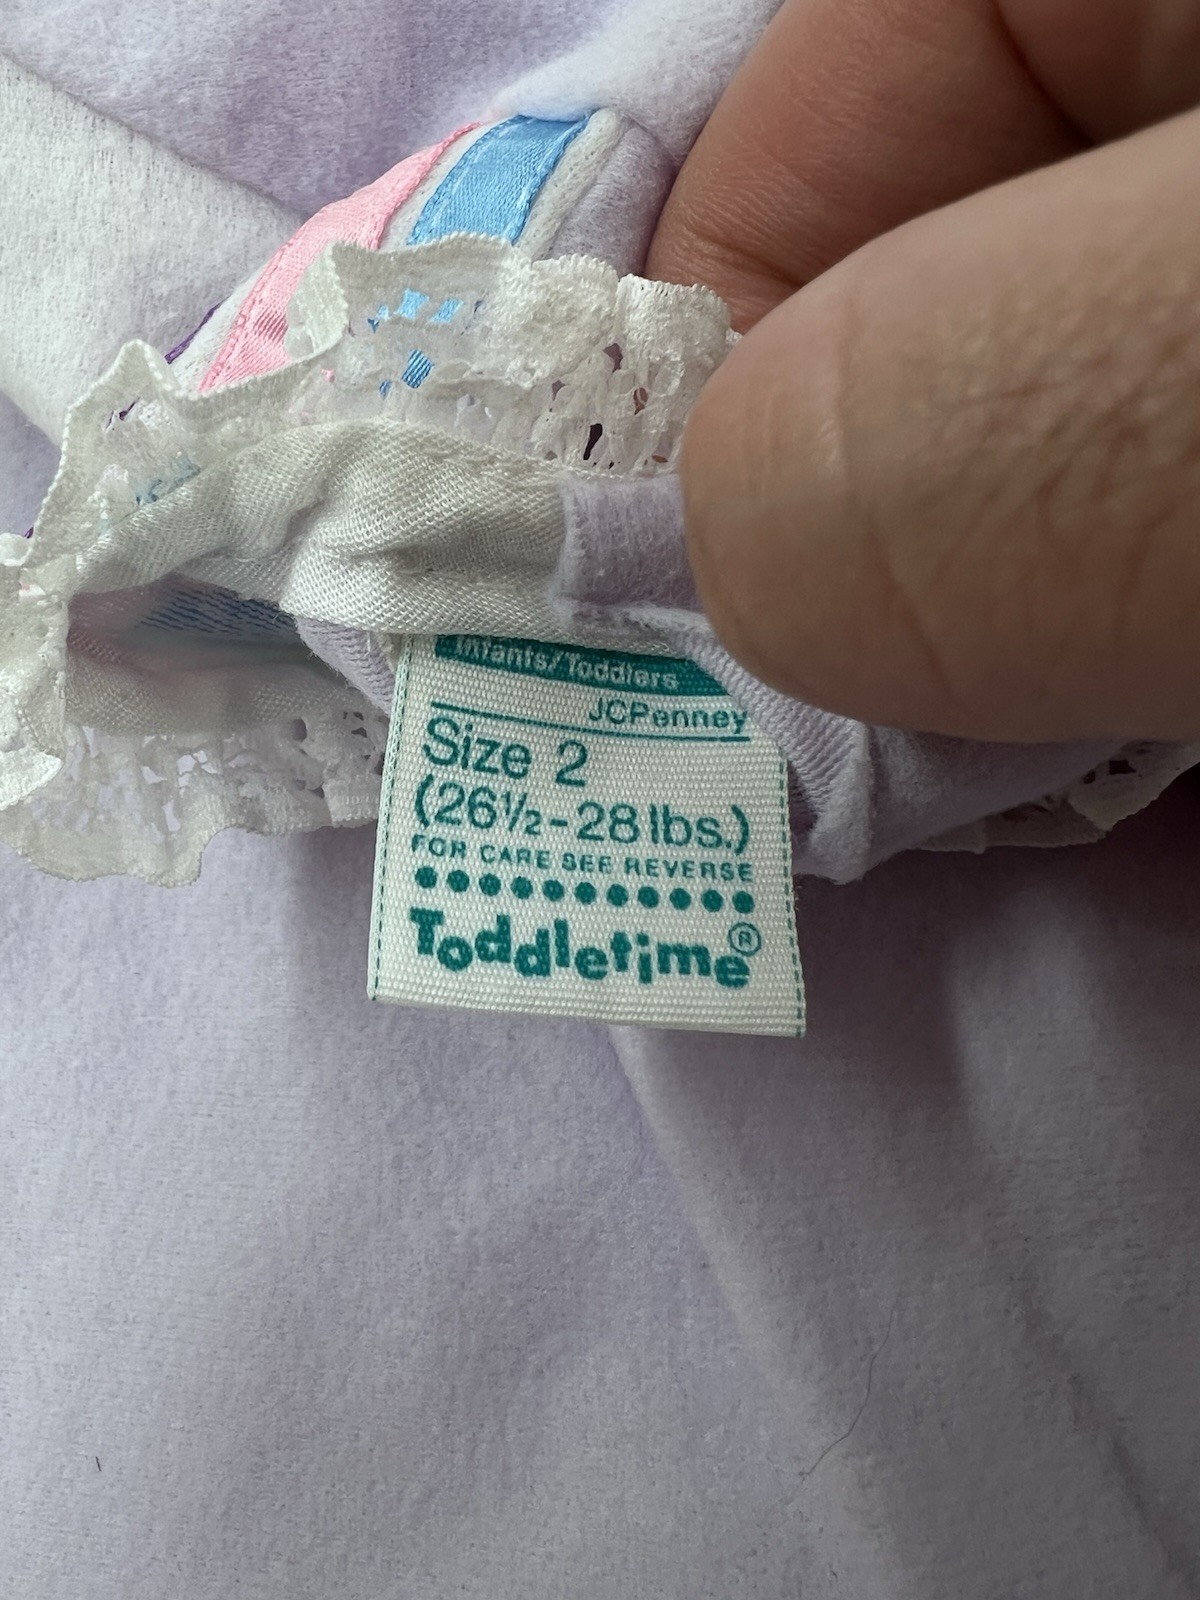 Infants/Toddlers
JCPenney
Size 2
(26½-28 lbs.)
FOR CARE SEE REVERSE
Toddletime®